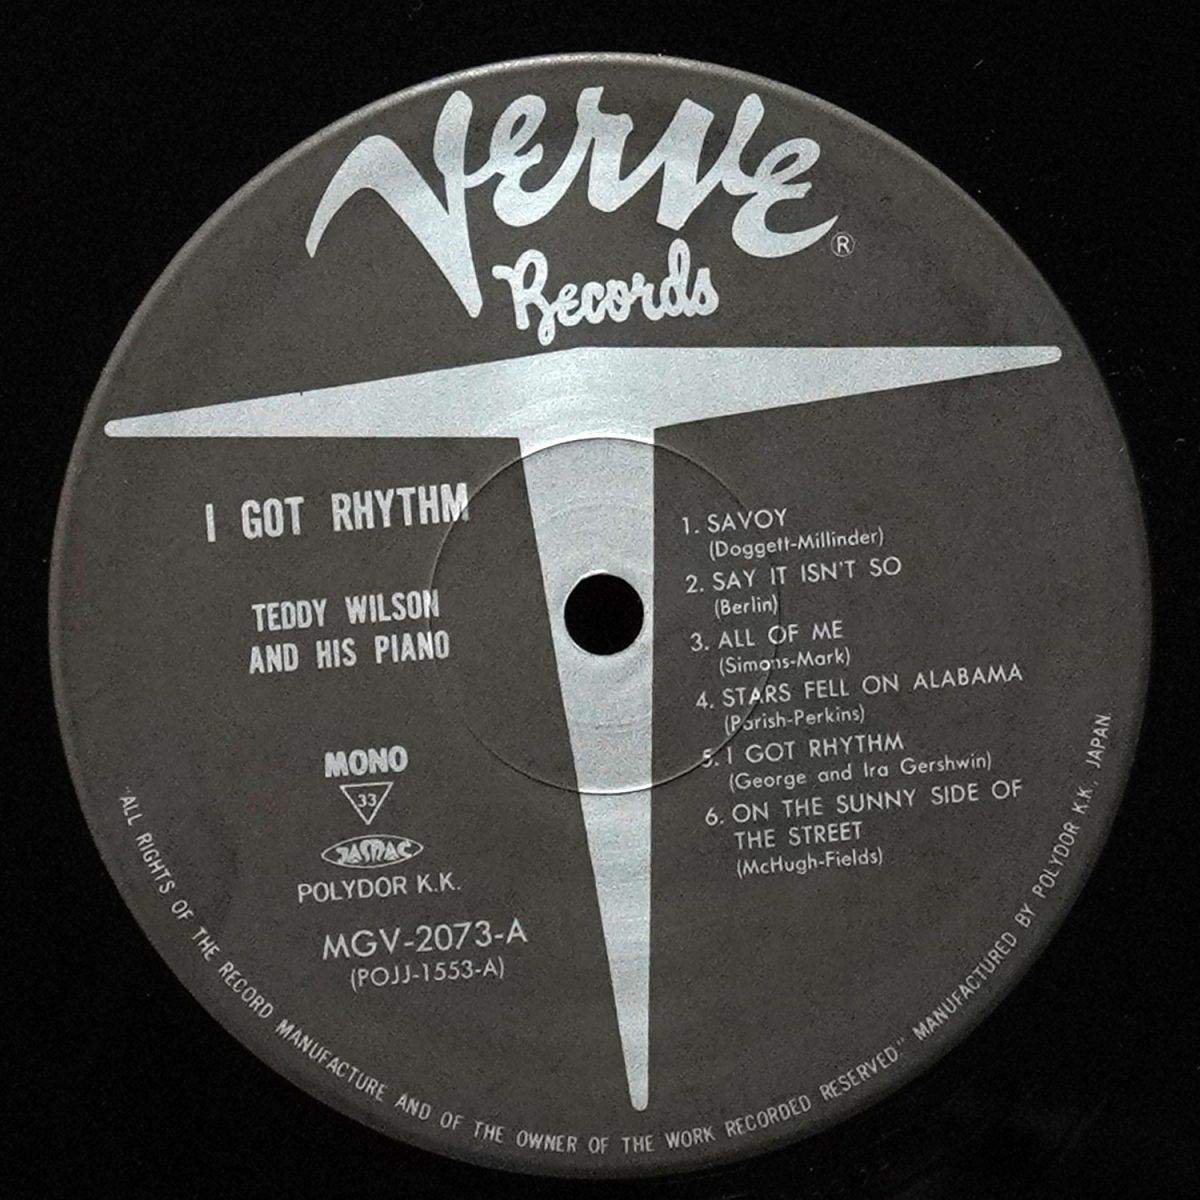 Verve
Records
®
I GOT RHYTHM
TEDDY WILSON
AND HIS PIANO
MONO
33
JASRAC
POLYDOR K.K.
MGV-2073-A
(POJJ-1553-A)
1. SAVOY
(Doggett-Millinder)
2. SAY IT ISN'T SO
(Berlin)
3. ALL OF ME
(Simons-Mark)
4. STARS FELL ON ALABAMA
(Parish-Perkins)
5. I GOT RHYTHM
(George and Ira Gershwin)
6. ON THE SUNNY SIDE OF
THE STREET
(McHugh-Fields)
"ALL RIGHTS OF THE RECORD MANUFACTURE AND OF THE OWNER OF THE WORK RECORDED RESERVED." MANUFACTURED BY POLYDOR K.K., JAPAN